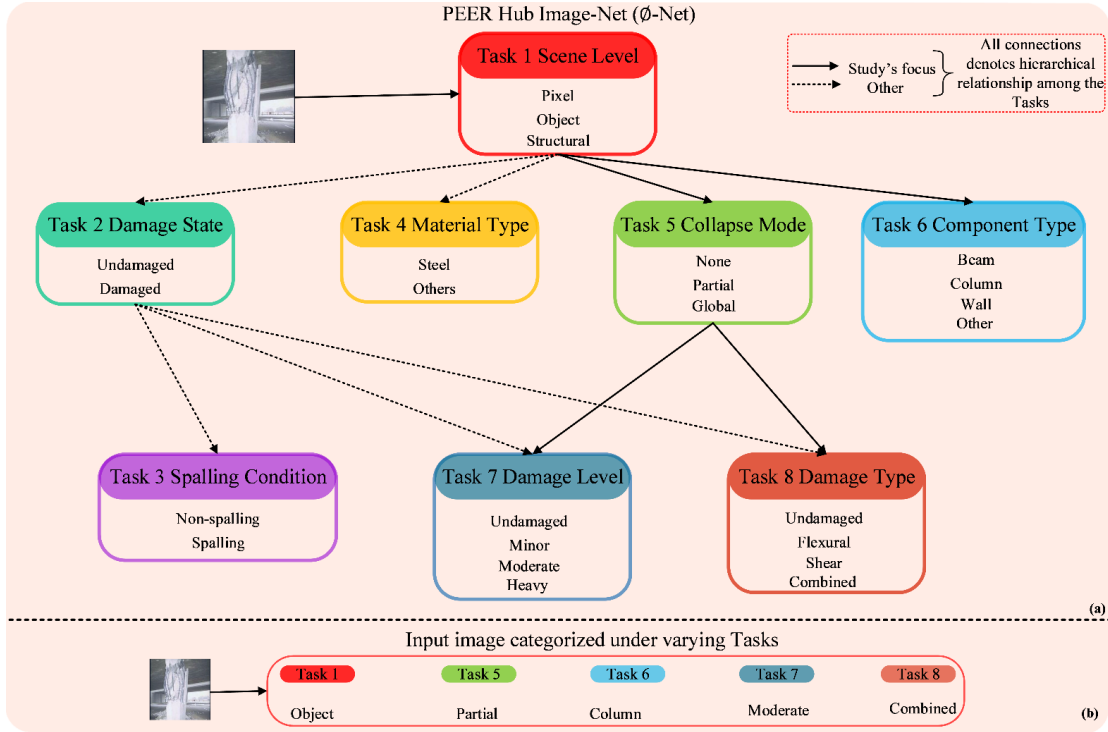 PEER Hub Image-Net (Ø-Net)
Task 1 Scene Level
Pixel
Object
Structural
Study's focus
Other
All connections
denotes hierarchical
relationship among the
Tasks
Task 2 Damage State
Undamaged
Damaged
Task 4 Material Type
Steel
Others
Task 5 Collapse Mode
None
Partial
Global
Task 6 Component Type
Beam
Column
Wall
Other
Task 3 Spalling Condition
Non-spalling
Spalling
Task 7 Damage Level
Undamaged
Minor
Moderate
Heavy
Task 8 Damage Type
Undamaged
Flexural
Shear
Combined
(a)
Input image categorized under varying Tasks
Task 1
Task 5
Task 6
Task 7
Task 8
Object
Partial
Column
Moderate
Combined
(b)